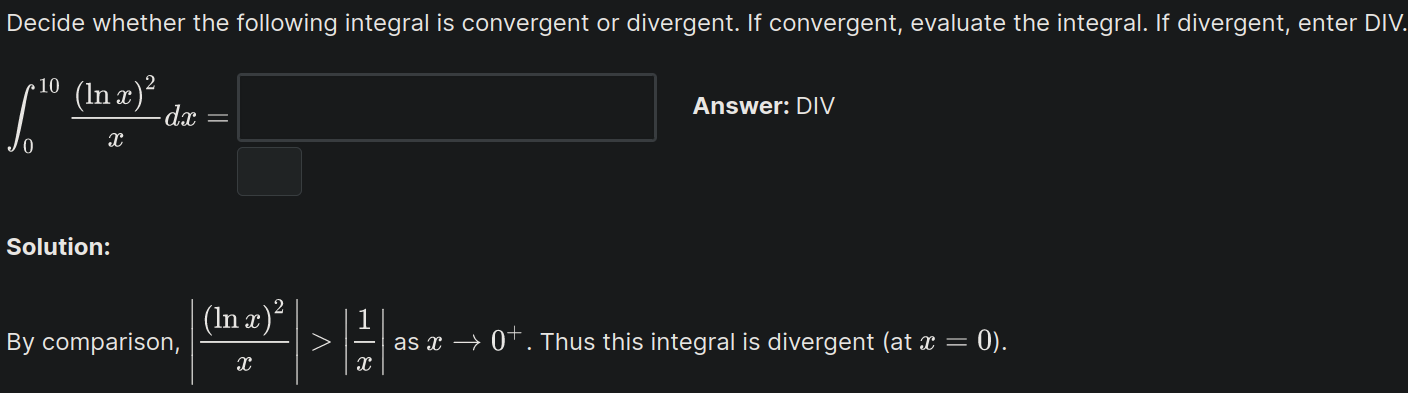 Decide whether the following integral is convergent or divergent. If convergent, evaluate the integral. If divergent, enter DIV.
∫₀¹⁰ (ln x)²/x dx = Answer: DIV
Solution:
By comparison, |(ln x)²/x| > |1/x| as x → 0⁺. Thus this integral is divergent (at x = 0).